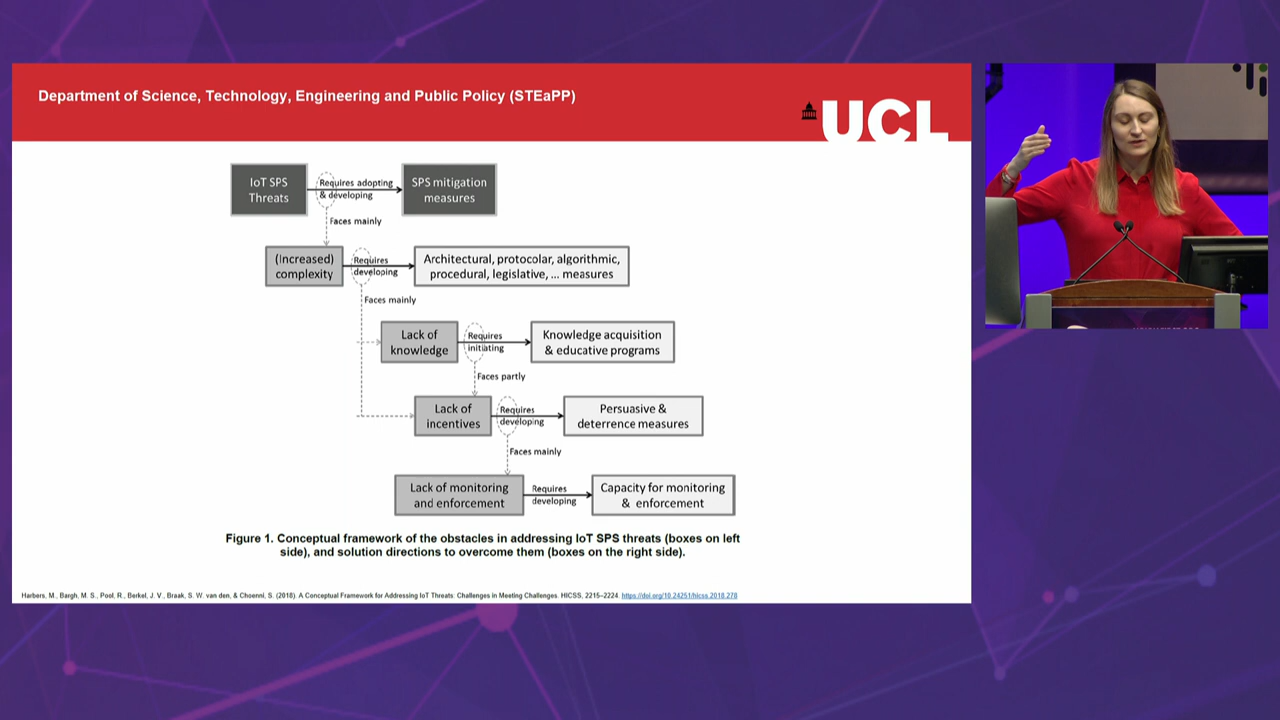 Department of Science, Technology, Engineering and Public Policy (STEaPP)
UCL
IoT SPS
Threats
Requires adopting
& developing
SPS mitigation
measures
Faces mainly
(Increased)
complexity
Requires
developing
Architectural, protocolar, algorithmic,
procedural, legislative, ... measures
Faces mainly
Lack of
knowledge
Requires
initiating
Knowledge acquisition
& educative programs
Faces partly
Lack of
incentives
Requires
developing
Persuasive &
deterrence measures
Faces mainly
Lack of monitoring
and enforcement
Requires
developing
Capacity for monitoring
& enforcement
Figure 1. Conceptual framework of the obstacles in addressing IoT SPS threats (boxes on left
side), and solution directions to overcome them (boxes on the right side).
Harbers, M., Bargh, M. S., Pool, R., Berkel, J. V., Braak, S. W. van den, & Choenni, S. (2018). A Conceptual Framework for Addressing IoT Threats: Challenges in Meeting Challenges. HICSS, 2215–2224. https://doi.org/10.24251/hicss.2018.278